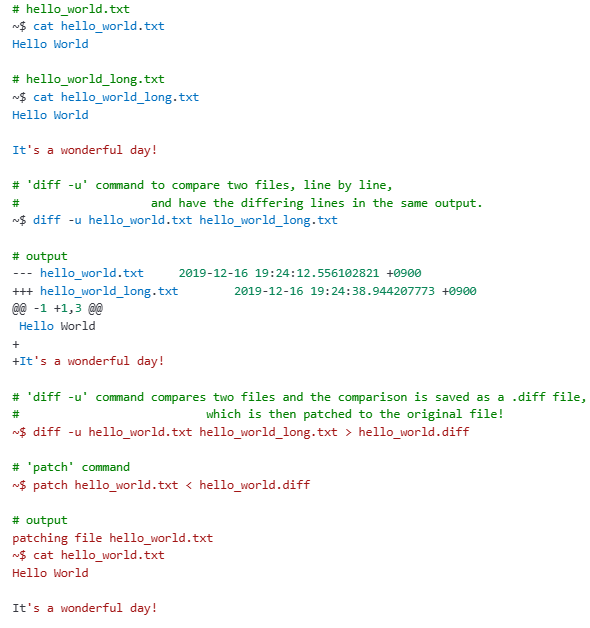 # hello_world.txt
~$ cat hello_world.txt
Hello World

# hello_world_long.txt
~$ cat hello_world_long.txt
Hello World

It's a wonderful day!

# 'diff -u' command to compare two files, line by line,
#                   and have the differing lines in the same output.
~$ diff -u hello_world.txt hello_world_long.txt

# output
--- hello_world.txt     2019-12-16 19:24:12.556102821 +0900
+++ hello_world_long.txt        2019-12-16 19:24:38.944207773 +0900
@@ -1 +1,3 @@
 Hello World
+
+It's a wonderful day!

# 'diff -u' command compares two files and the comparison is saved as a .diff file,
#                           which is then patched to the original file!
~$ diff -u hello_world.txt hello_world_long.txt > hello_world.diff

# 'patch' command
~$ patch hello_world.txt < hello_world.diff

# output
patching file hello_world.txt
~$ cat hello_world.txt
Hello World

It's a wonderful day!